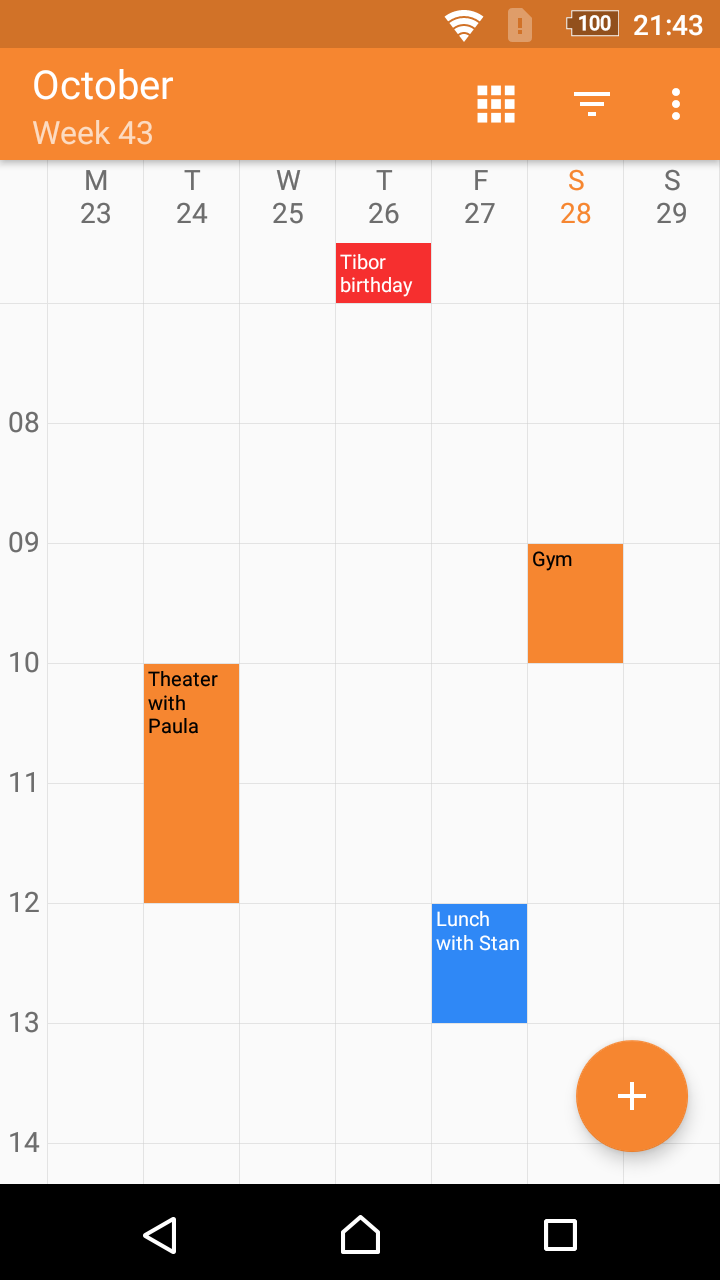 100 21:43
October
Week 43
M T W T F S S
23 24 25 26 27 28 29
Tibor
birthday
08
09
Gym
10
Theater
with
Paula
11
12
Lunch
with Stan
13
14